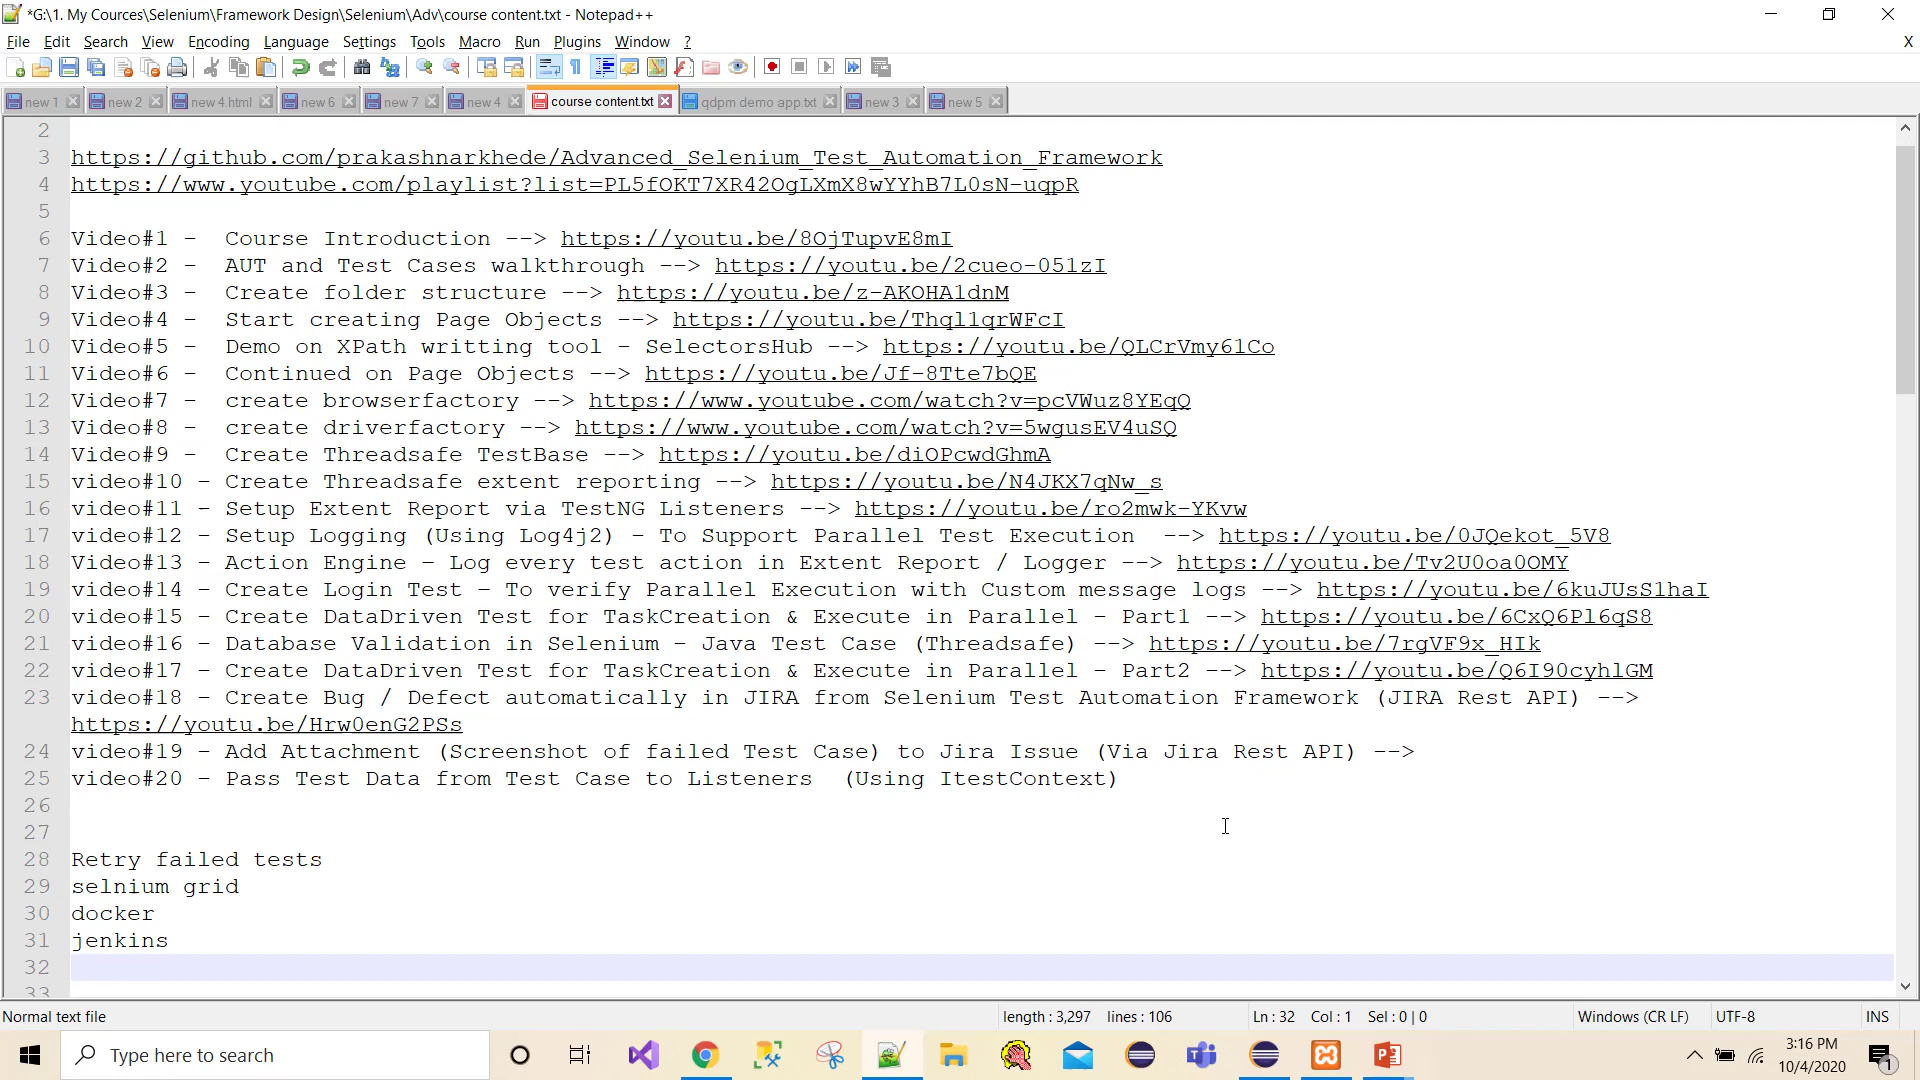 *G:\1. My Cources\Selenium\Framework Design\Selenium\Adv\course content.txt - Notepad++
File Edit Search View Encoding Language Settings Tools Macro Run Plugins Window ? X
new 1 new 2 new 4.html new 6 new 7 new 4 course content.txt qdpm demo app.txt new 3 new 5
2
3 https://github.com/prakashnarkhede/Advanced_Selenium_Test_Automation_Framework
4 https://www.youtube.com/playlist?list=PL5fOKT7XR42OgLXmX8wYYhB7L0sN-uqpR
5
6 Video#1 - Course Introduction --> https://youtu.be/8OjTupvE8mI
7 Video#2 - AUT and Test Cases walkthrough --> https://youtu.be/2cueo-051zI
8 Video#3 - Create folder structure --> https://youtu.be/z-AKOHA1dnM
9 Video#4 - Start creating Page Objects --> https://youtu.be/Thql1qrWFcI
10 Video#5 - Demo on XPath writting tool - SelectorsHub --> https://youtu.be/QLCrVmy61Co
11 Video#6 - Continued on Page Objects --> https://youtu.be/Jf-8Tte7bQE
12 Video#7 - create browserfactory --> https://www.youtube.com/watch?v=pcVWuz8YEqQ
13 Video#8 - create driverfactory --> https://www.youtube.com/watch?v=5wgusEV4uSQ
14 Video#9 - Create Threadsafe TestBase --> https://youtu.be/diOPcwdGhmA
15 video#10 - Create Threadsafe extent reporting --> https://youtu.be/N4JKX7qNw_s
16 video#11 - Setup Extent Report via TestNG Listeners --> https://youtu.be/ro2mwk-YKvw
17 video#12 - Setup Logging (Using Log4j2) - To Support Parallel Test Execution --> https://youtu.be/0JQekot_5V8
18 Video#13 - Action Engine - Log every test action in Extent Report / Logger --> https://youtu.be/Tv2U0oa0OMY
19 video#14 - Create Login Test - To verify Parallel Execution with Custom message logs --> https://youtu.be/6kuJUsS1haI
20 video#15 - Create DataDriven Test for TaskCreation & Execute in Parallel - Part1 --> https://youtu.be/6CxQ6Pl6qS8
21 video#16 - Database Validation in Selenium - Java Test Case (Threadsafe) --> https://youtu.be/7rgVF9x_HIk
22 video#17 - Create DataDriven Test for TaskCreation & Execute in Parallel - Part2 --> https://youtu.be/Q6I90cyhlGM
23 video#18 - Create Bug / Defect automatically in JIRA from Selenium Test Automation Framework (JIRA Rest API) -->
https://youtu.be/Hrw0enG2PSs
24 video#19 - Add Attachment (Screenshot of failed Test Case) to Jira Issue (Via Jira Rest API) -->
25 video#20 - Pass Test Data from Test Case to Listeners (Using ItestContext)
26
27
28 Retry failed tests
29 selnium grid
30 docker
31 jenkins
32
33
Normal text file length : 3,297 lines : 106 Ln : 32 Col : 1 Sel : 0 | 0 Windows (CR LF) UTF-8 INS
Type here to search
3:16 PM
10/4/2020
1